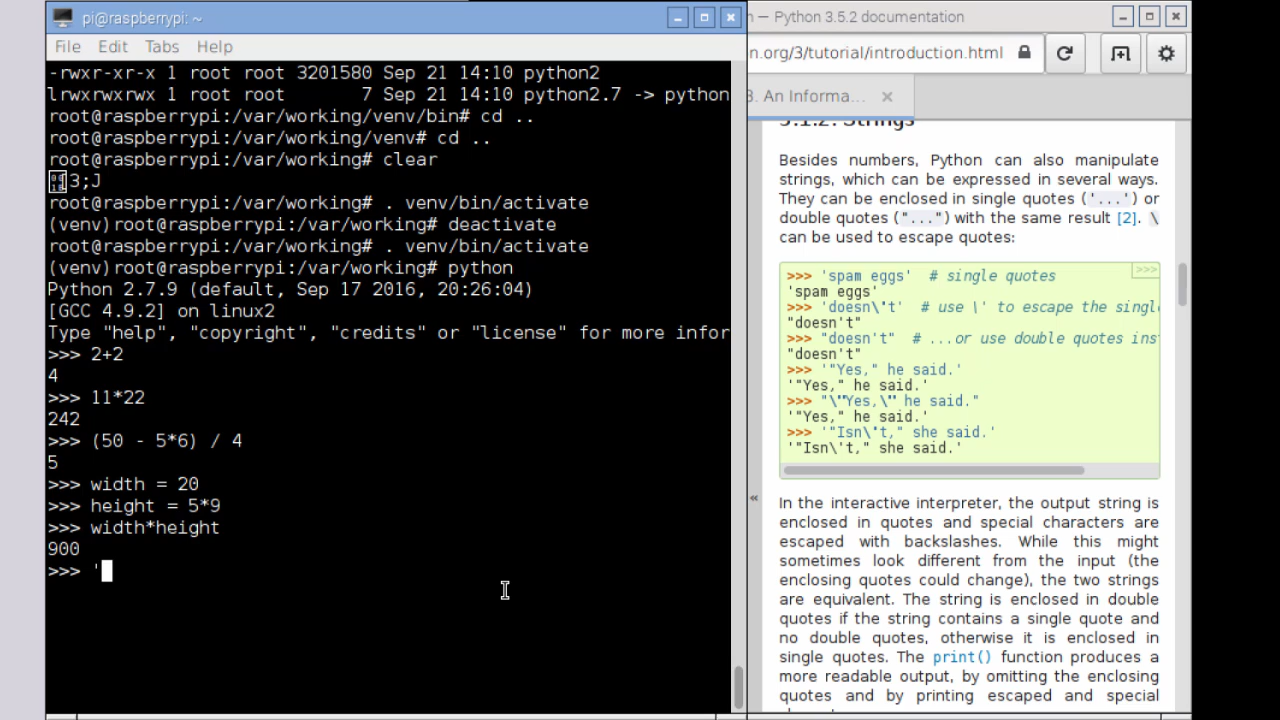 pi@raspberrypi: ~
File Edit Tabs Help
-rwxr-xr-x 1 root root 3201580 Sep 21 14:10 python2
lrwxrwxrwx 1 root root       7 Sep 21 14:10 python2.7 -> python
root@raspberrypi:/var/working/venv/bin# cd ..
root@raspberrypi:/var/working/venv# cd ..
root@raspberrypi:/var/working# clear
3;J
root@raspberrypi:/var/working# . venv/bin/activate
(venv)root@raspberrypi:/var/working# deactivate
root@raspberrypi:/var/working# . venv/bin/activate
(venv)root@raspberrypi:/var/working# python
Python 2.7.9 (default, Sep 17 2016, 20:26:04)
[GCC 4.9.2] on linux2
Type "help", "copyright", "credits" or "license" for more infor
>>> 2+2
4
>>> 11*22
242
>>> (50 - 5*6) / 4
5
>>> width = 20
>>> height = 5*9
>>> width*height
900
>>> '
n — Python 3.5.2 documentation
n.org/3/tutorial/introduction.html
3. An Informa...
3.1.2. Strings
Besides numbers, Python can also manipulate
strings, which can be expressed in several ways.
They can be enclosed in single quotes ('...') or
double quotes ("...") with the same result [2]. \
can be used to escape quotes:
>>>
>>> 'spam eggs'  # single quotes
'spam eggs'
>>> 'doesn\'t'  # use \' to escape the single
"doesn't"
>>> "doesn't"  # ...or use double quotes inst
"doesn't"
>>> '"Yes," he said.'
'"Yes," he said.'
>>> "\"Yes,\" he said."
'"Yes," he said.'
>>> '"Isn\'t," she said.'
'"Isn\'t," she said.'
«
In the interactive interpreter, the output string is
enclosed in quotes and special characters are
escaped with backslashes. While this might
sometimes look different from the input (the
enclosing quotes could change), the two strings
are equivalent. The string is enclosed in double
quotes if the string contains a single quote and
no double quotes, otherwise it is enclosed in
single quotes. The print() function produces a
more readable output, by omitting the enclosing
quotes and by printing escaped and special